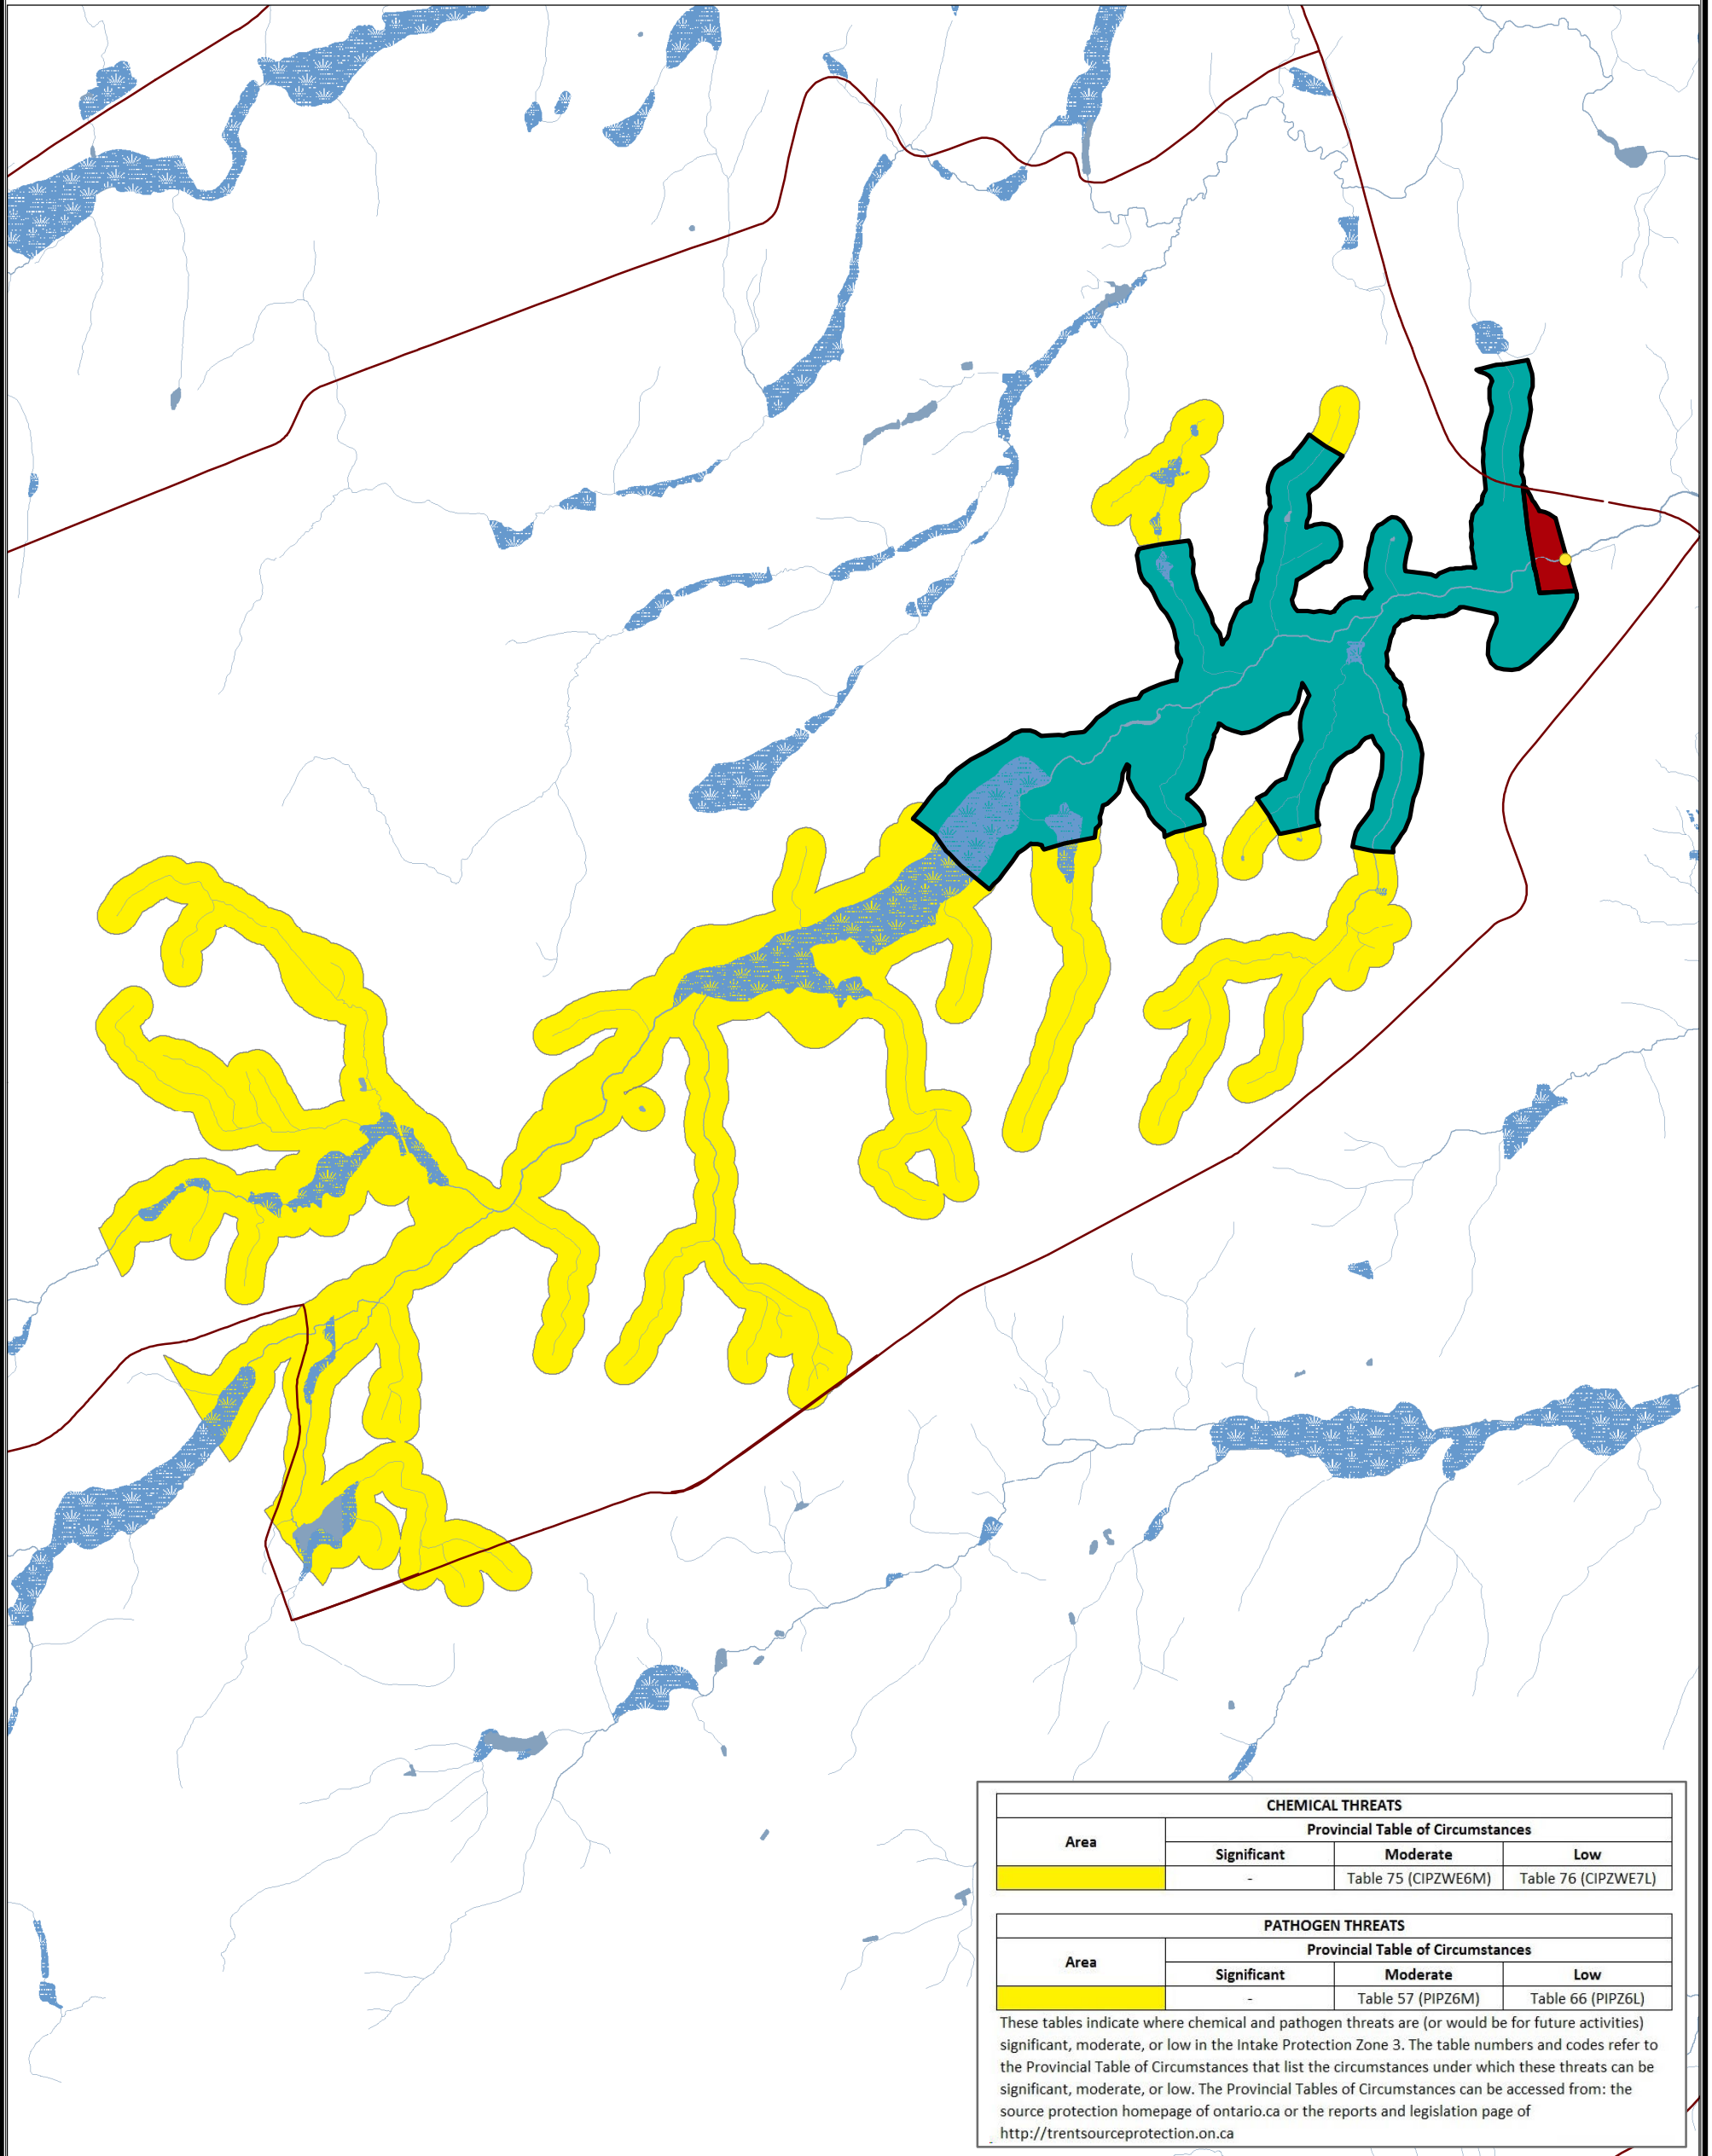 CHEMICAL THREATS
Area
Provincial Table of Circumstances
Significant Moderate Low
- Table 75 (CIPZWE6M) Table 76 (CIPZWE7L)
PATHOGEN THREATS
Area
Provincial Table of Circumstances
Significant Moderate Low
- Table 57 (PIPZ6M) Table 66 (PIPZ6L)
These tables indicate where chemical and pathogen threats are (or would be for future activities)
significant, moderate, or low in the Intake Protection Zone 3. The table numbers and codes refer to
the Provincial Table of Circumstances that list the circumstances under which these threats can be
significant, moderate, or low. The Provincial Tables of Circumstances can be accessed from: the
source protection homepage of ontario.ca or the reports and legislation page of
http://trentsourceprotection.on.ca